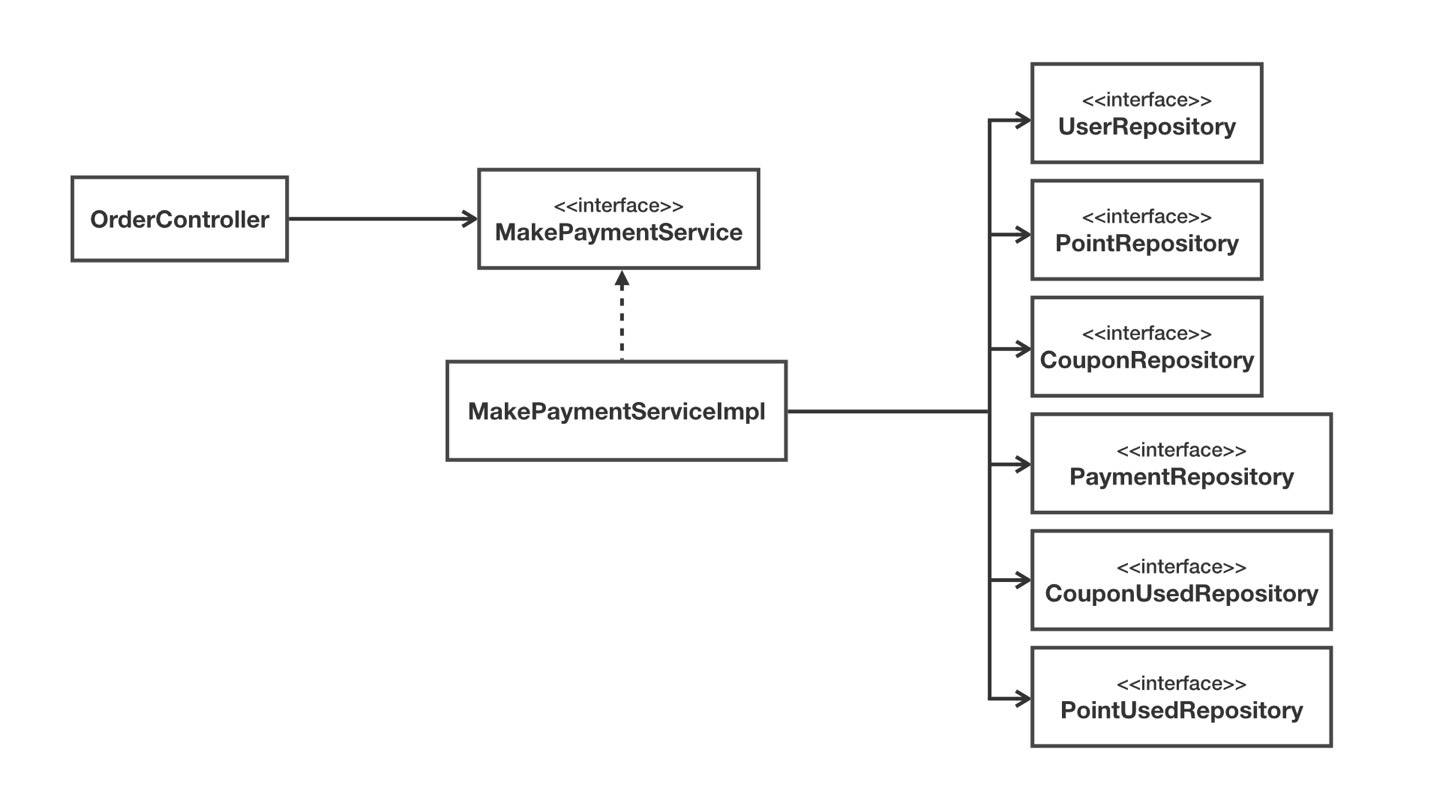 OrderController
<<interface>>
MakePaymentService
MakePaymentServiceImpl
<<interface>>
UserRepository
<<interface>>
PointRepository
<<interface>>
CouponRepository
<<interface>>
PaymentRepository
<<interface>>
CouponUsedRepository
<<interface>>
PointUsedRepository